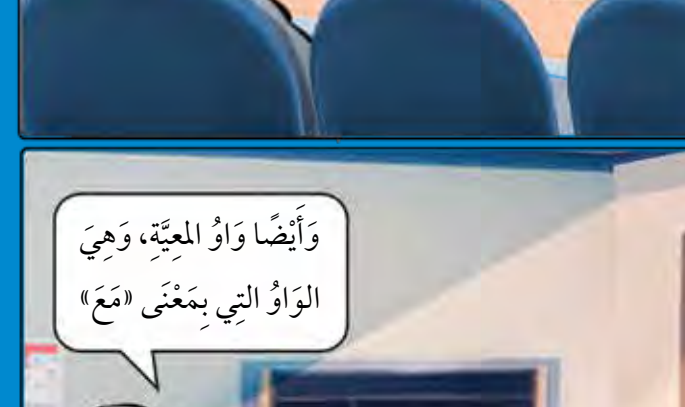 وَأَيْضًا وَاوُ المعِيَّةِ، وَهِيَ
الوَاوُ التِي بِمَعْنَى «مَعَ»